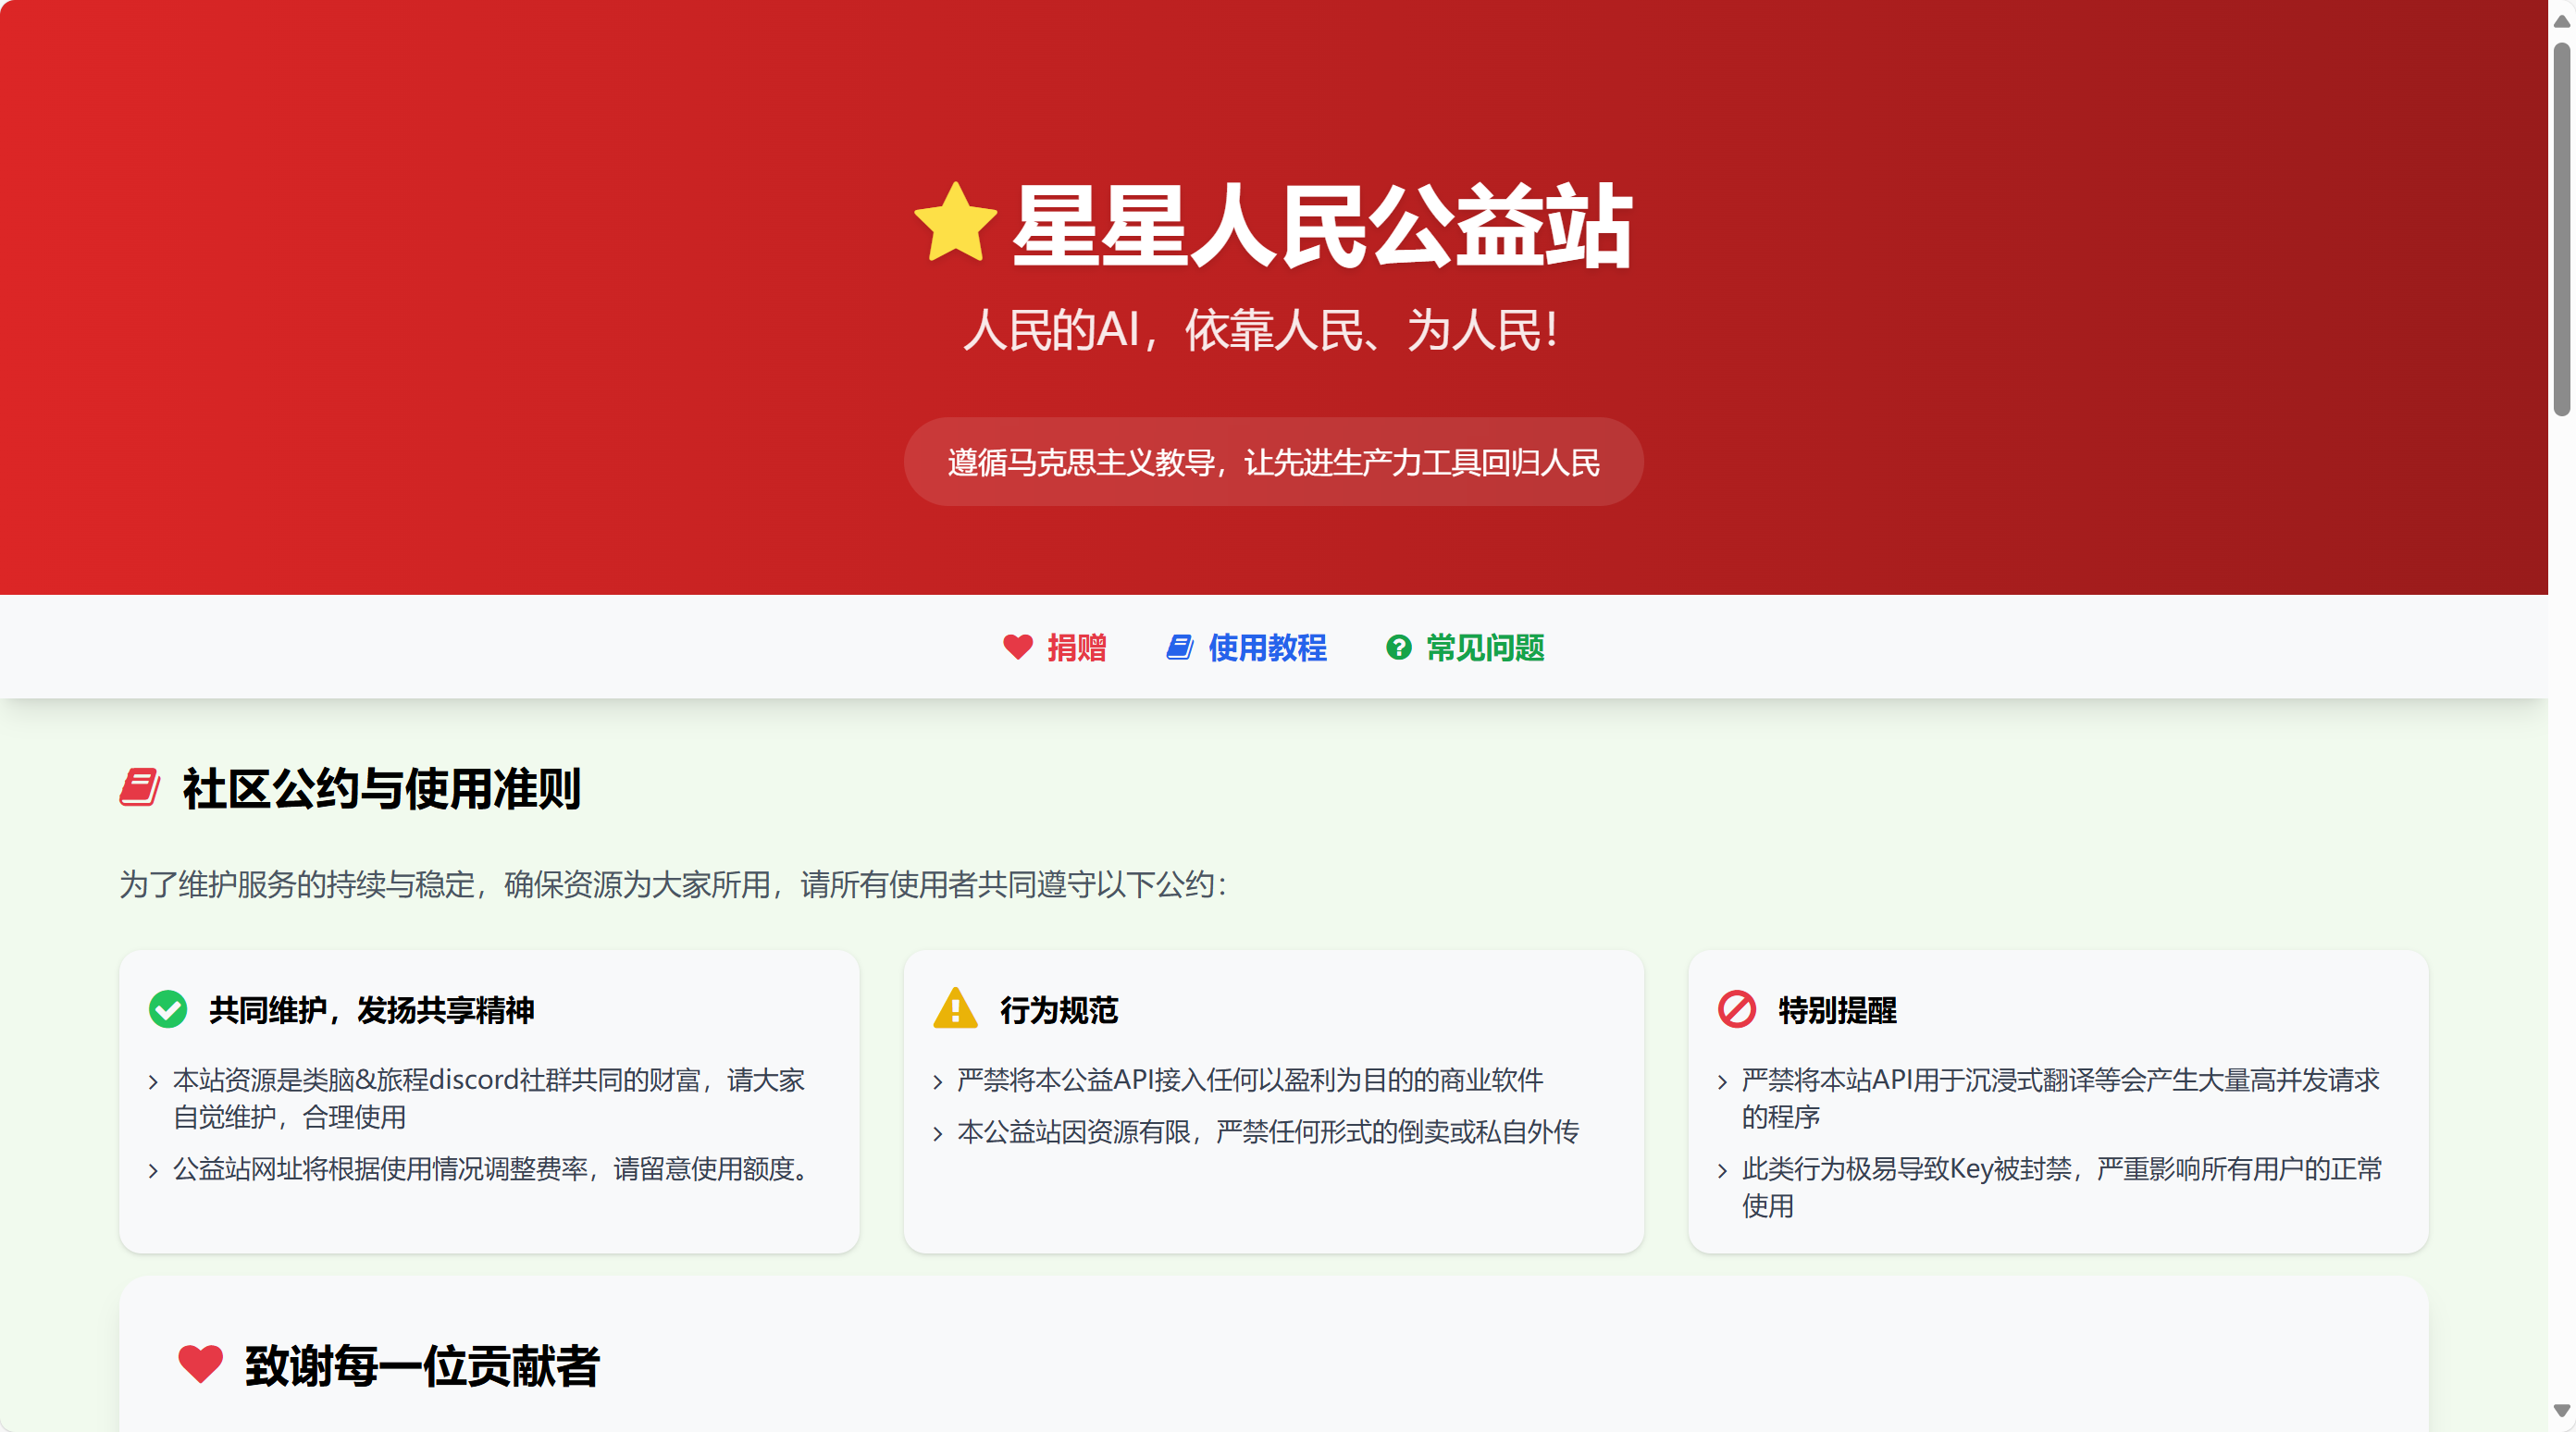 星星人民公益站
人民的AI，依靠人民、为人民！
遵循马克思主义教导，让先进生产力工具回归人民
捐赠
使用教程
常见问题
社区公约与使用准则
为了维护服务的持续与稳定，确保资源为大家所用，请所有使用者共同遵守以下公约：
共同维护，发扬共享精神
本站资源是类脑&旅程discord社群共同的财富，请大家
自觉维护，合理使用
公益站网址将根据使用情况调整费率，请留意使用额度。
行为规范
严禁将本公益API接入任何以盈利为目的的商业软件
本公益站因资源有限，严禁任何形式的倒卖或私自外传
特别提醒
严禁将本站API用于沉浸式翻译等会产生大量高并发请求
的程序
此类行为极易导致Key被封禁，严重影响所有用户的正常
使用
致谢每一位贡献者